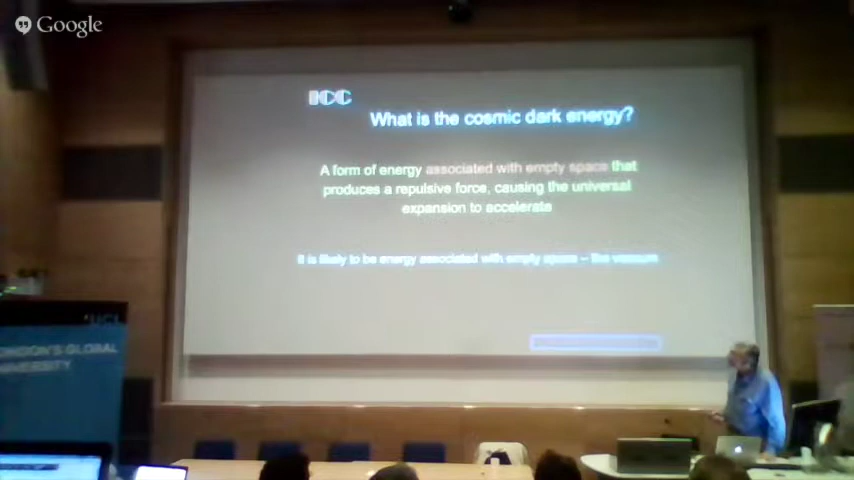 Google
ICC
What is the cosmic dark energy?
A form of energy associated with empty space that
produces a repulsive force, causing the universal
expansion to accelerate
It is likely to be energy associated with empty space – the vacuum
UCL
LONDON'S GLOBAL
UNIVERSITY